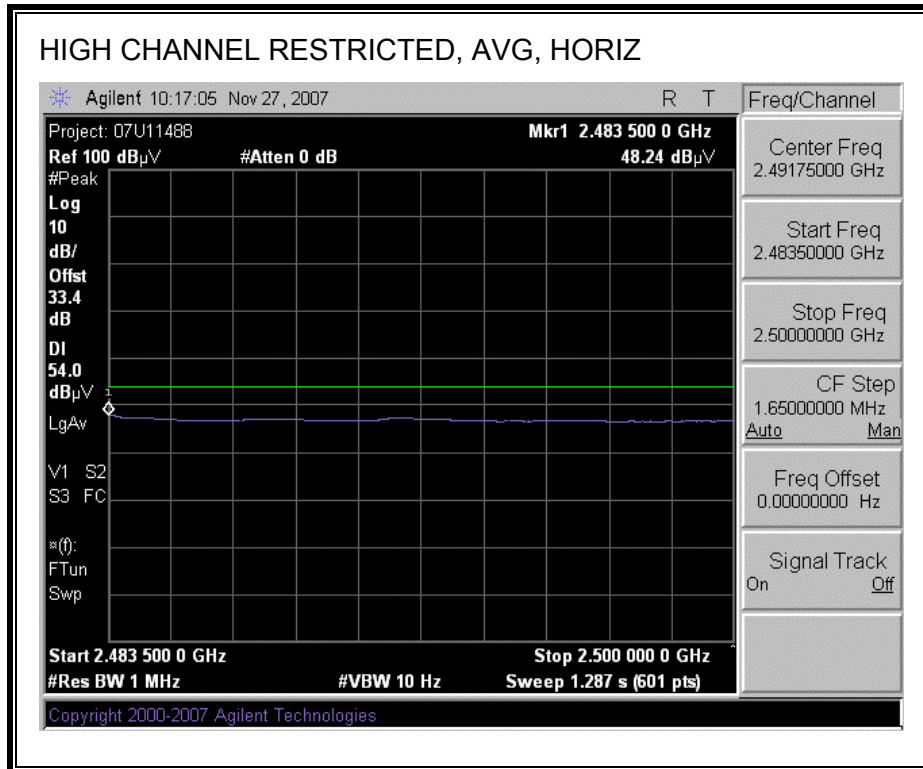 HIGH CHANNEL RESTRICTED, AVG, HORIZ
Agilent 10:17:05 Nov 27, 2007 R T
Freq/Channel
Project: 07U11488 Mkr1 2.483 500 0 GHz
Ref 100 dBµV #Atten 0 dB 48.24 dBµV
#Peak
Log
10
dB/
Offst
33.4
dB
DI
54.0
dBµV
1
LgAv
V1 S2
S3 FC
¤(f):
FTun
Swp
Start 2.483 500 0 GHz Stop 2.500 000 0 GHz
#Res BW 1 MHz #VBW 10 Hz Sweep 1.287 s (601 pts)
Center Freq
2.49175000 GHz
Start Freq
2.48350000 GHz
Stop Freq
2.50000000 GHz
CF Step
1.65000000 MHz
Auto Man
Freq Offset
0.00000000 Hz
Signal Track
On Off
Copyright 2000-2007 Agilent Technologies